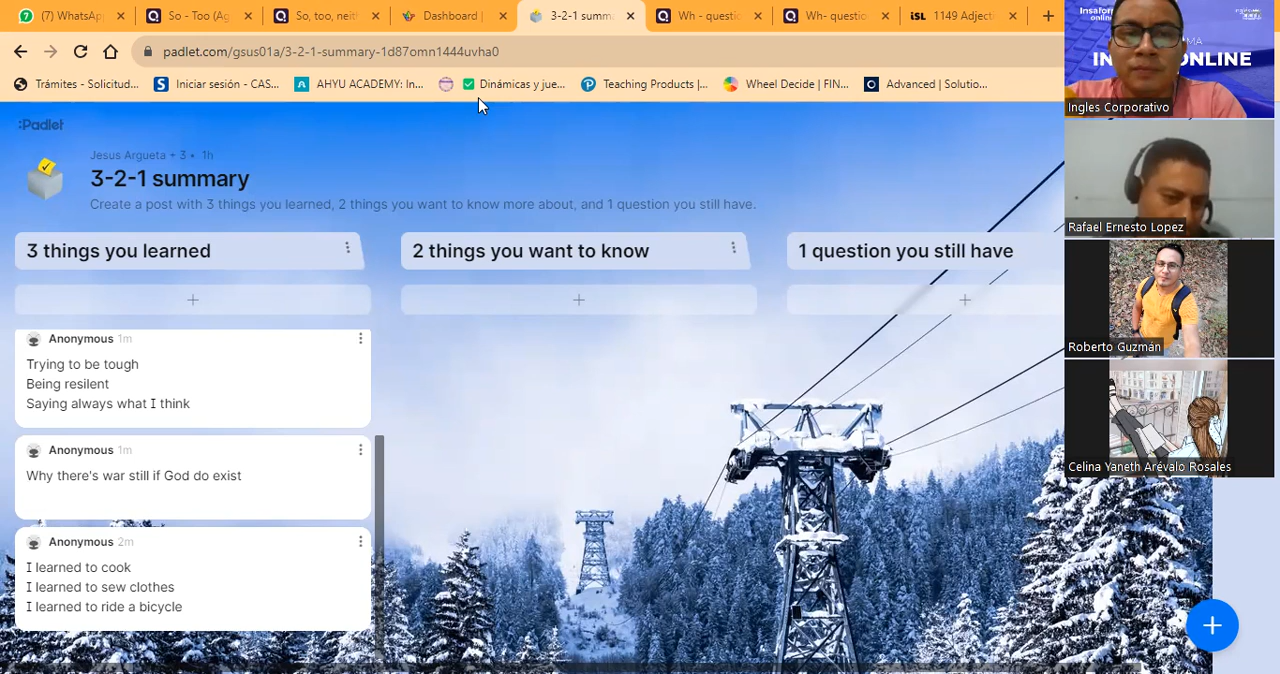 (7) WhatsApp
So - Too (Ag
So, too, neit
Dashboard |
3-2-1 summ
Wh - questio
Wh- questio
1149 Adjecti
padlet.com/gsus01a/3-2-1-summary-1d87omn1444uvha0
Trámites - Solicitud...
Iniciar sesión - CAS...
AHYU ACADEMY: In...
Dinámicas y jue...
Teaching Products |...
Wheel Decide | FIN...
Advanced | Solutio...
:Padlet
Jesus Argueta + 3 • 1h
3-2-1 summary
Create a post with 3 things you learned, 2 things you want to know more about, and 1 question you still have.
3 things you learned
2 things you want to know
1 question you still have
Anonymous 1m
Trying to be tough
Being resilent
Saying always what I think
Anonymous 1m
Why there's war still if God do exist
Anonymous 2m
I learned to cook
I learned to sew clothes
I learned to ride a bicycle
Ingles Corporativo
Rafael Ernesto Lopez
Roberto Guzmán
Celina Yaneth Arévalo Rosales